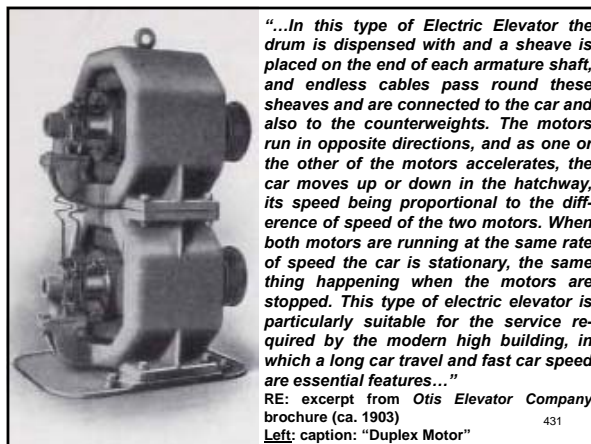 “…In this type of Electric Elevator the
drum is dispensed with and a sheave is
placed on the end of each armature shaft,
and endless cables pass round these
sheaves and are connected to the car and
also to the counterweights. The motors
run in opposite directions, and as one or
the other of the motors accelerates, the
car moves up or down in the hatchway,
its speed being proportional to the diff-
erence of speed of the two motors. When
both motors are running at the same rate
of speed the car is stationary, the same
thing happening when the motors are
stopped. This type of electric elevator is
particularly suitable for the service re-
quired by the modern high building, in
which a long car travel and fast car speed
are essential features…”
RE: excerpt from Otis Elevator Company
brochure (ca. 1903)
Left: caption: “Duplex Motor”
431